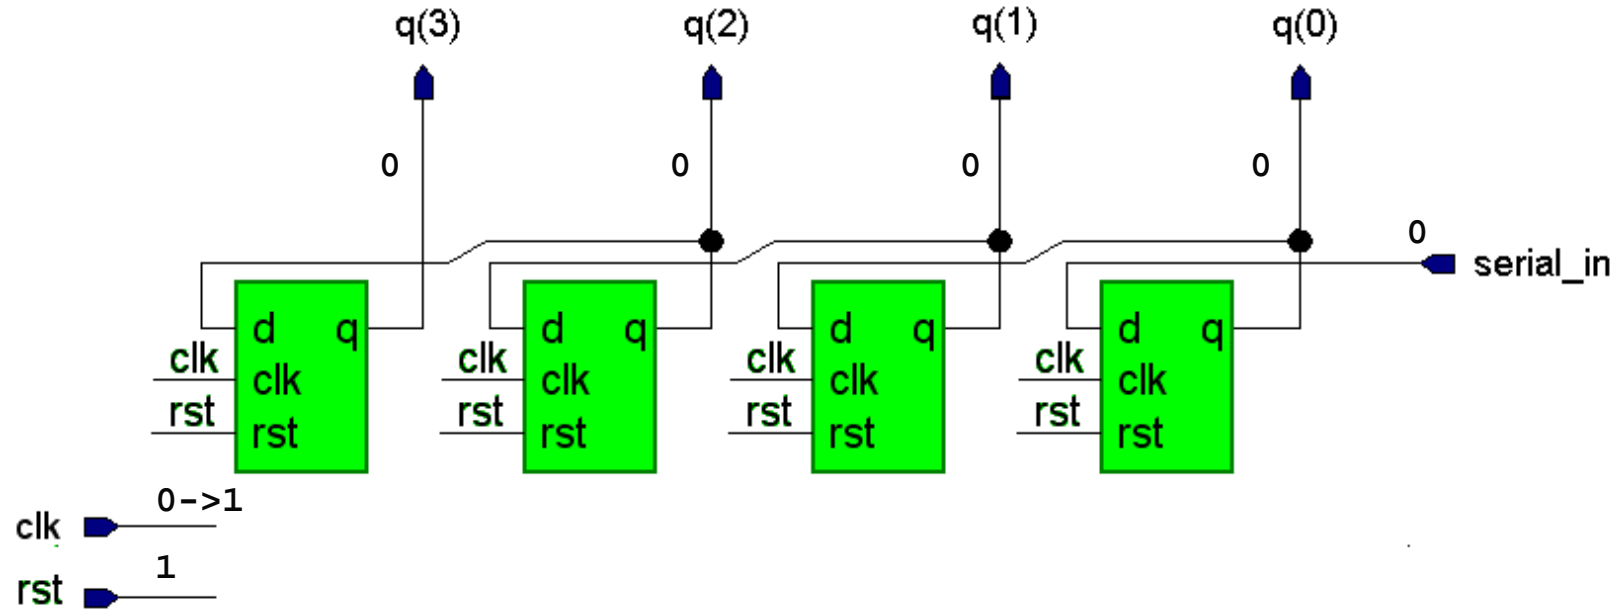 q(3) q(2) q(1) q(0)
0 0 0 0
0
serial_in
d q d q d q d q
clk clk clk clk
clk clk clk clk
rst rst rst rst
rst rst rst rst
0->1
clk
1
rst